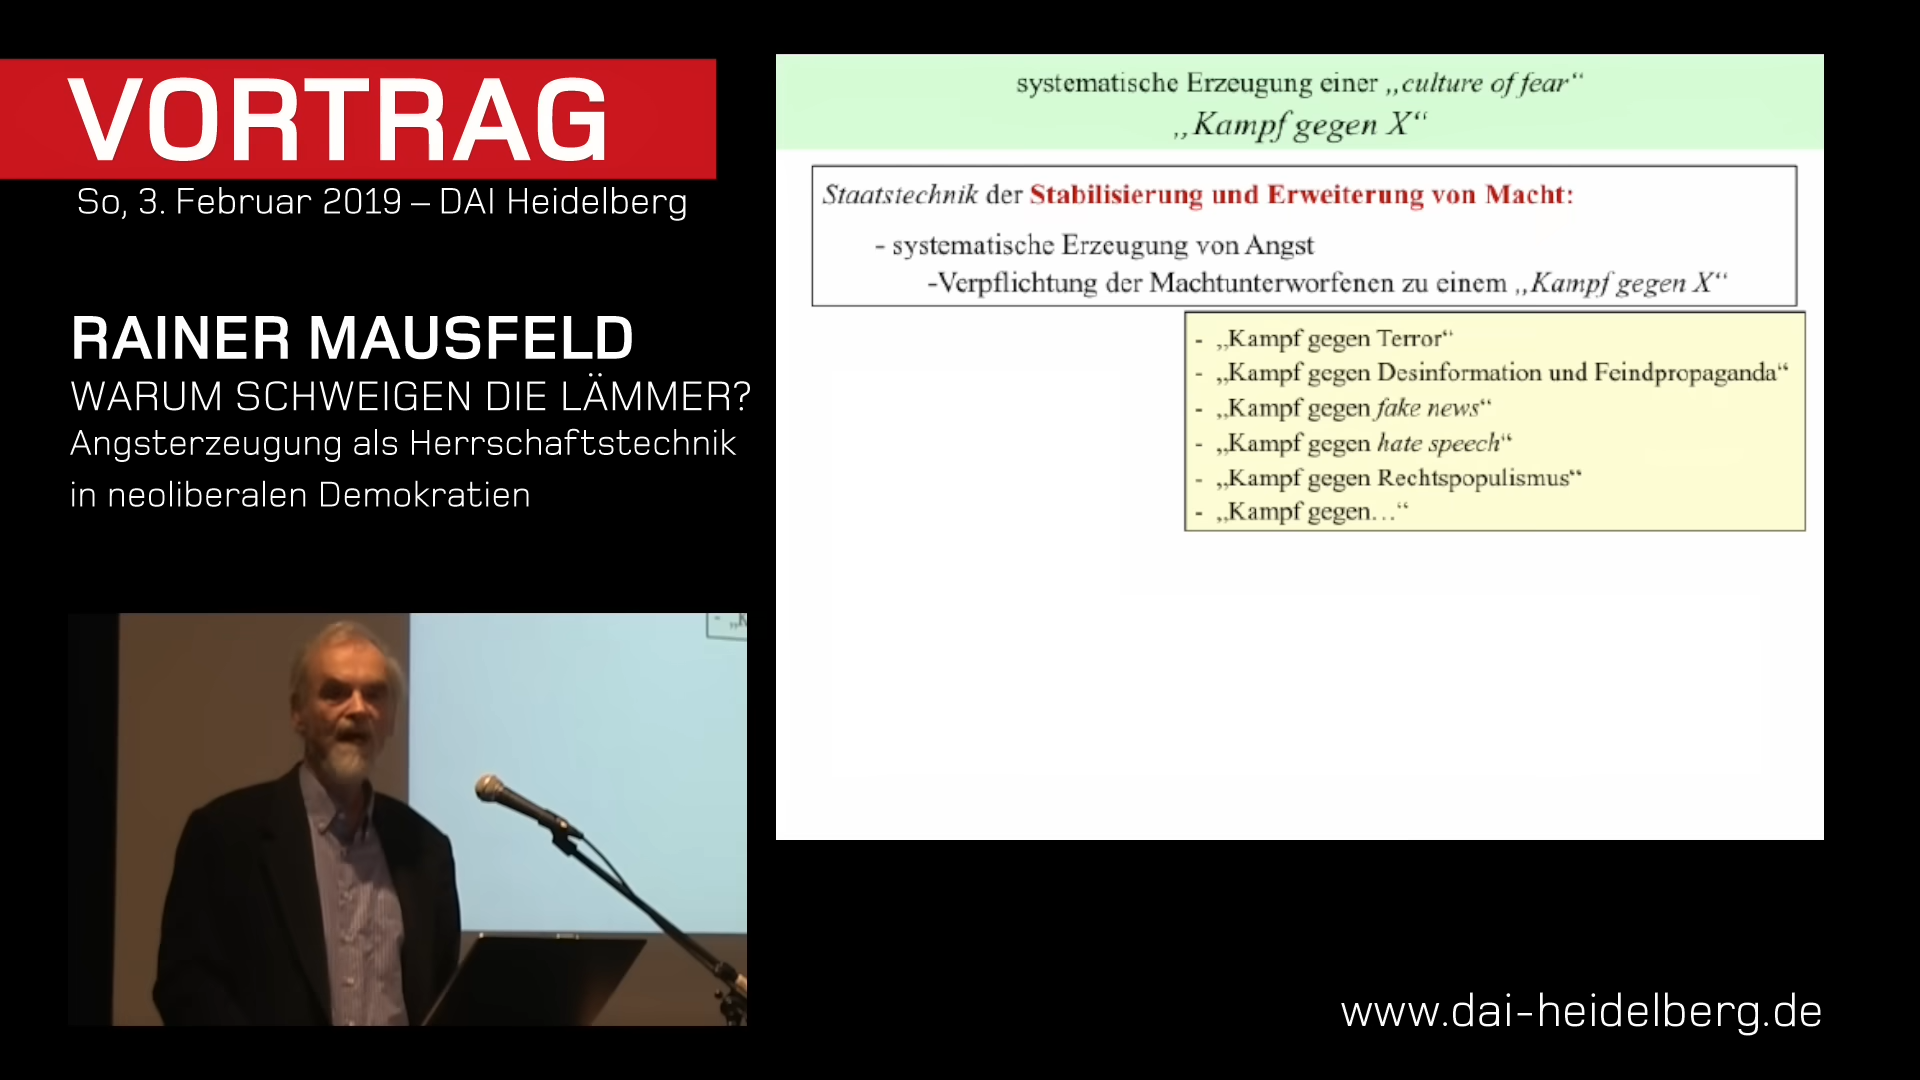 VORTRAG
So, 3. Februar 2019 – DAI Heidelberg
RAINER MAUSFELD
WARUM SCHWEIGEN DIE LÄMMER?
Angsterzeugung als Herrschaftstechnik
in neoliberalen Demokratien
systematische Erzeugung einer „culture of fear“
„Kampf gegen X“
Staatstechnik der Stabilisierung und Erweiterung von Macht:
- systematische Erzeugung von Angst
-Verpflichtung der Machtunterworfenen zu einem „Kampf gegen X“
- „Kampf gegen Terror“
- „Kampf gegen Desinformation und Feindpropaganda“
- „Kampf gegen fake news“
- „Kampf gegen hate speech“
- „Kampf gegen Rechtspopulismus“
- „Kampf gegen…“
www.dai-heidelberg.de